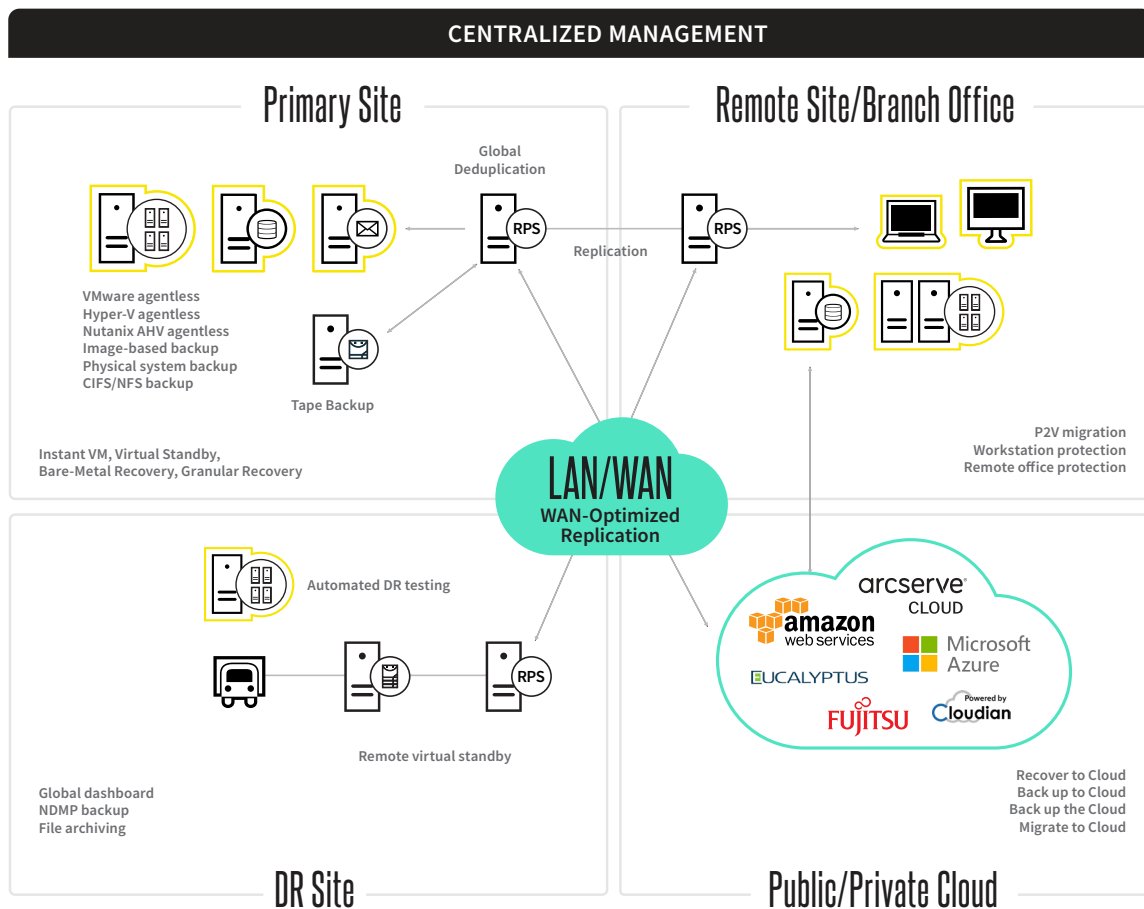 CENTRALIZED MANAGEMENT
Primary Site
Global
Deduplication
RPS
VMware agentless
Hyper-V agentless
Nutanix AHV agentless
Image-based backup
Physical system backup
CIFS/NFS backup
Tape Backup
Instant VM, Virtual Standby,
Bare-Metal Recovery, Granular Recovery
Replication
Remote Site/Branch Office
RPS
P2V migration
Workstation protection
Remote office protection
LAN/WAN
WAN-Optimized
Replication
Automated DR testing
RPS
Remote virtual standby
Global dashboard
NDMP backup
File archiving
DR Site
arcserve®
CLOUD
amazon
web services
Microsoft
Azure
EUCALYPTUS
FUJITSU
Powered by
Cloudian
Recover to Cloud
Back up to Cloud
Back up the Cloud
Migrate to Cloud
Public/Private Cloud